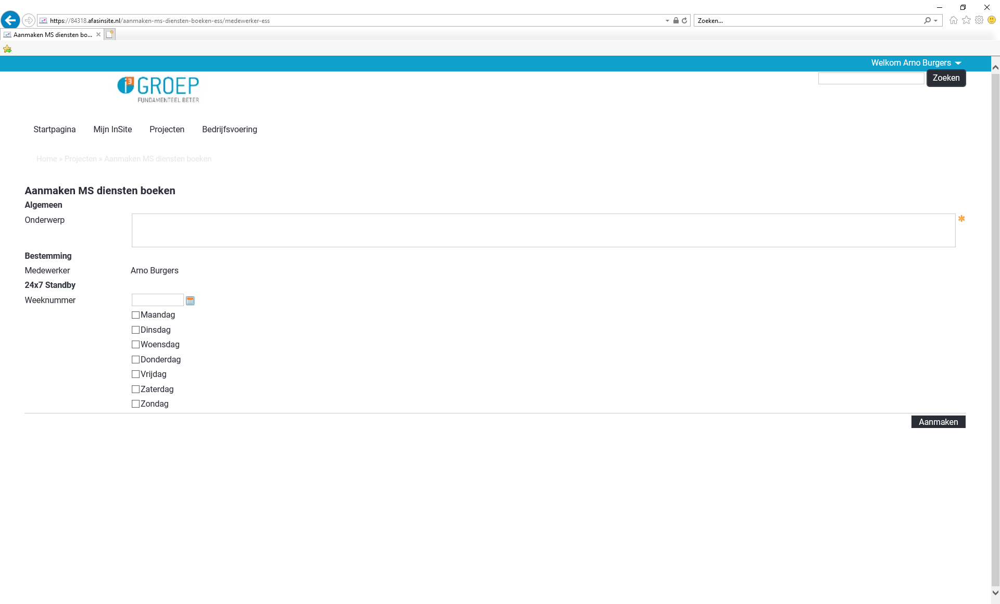 https://84318.afasinsite.nl/aanmaken-ms-diensten-boeken-ess/medewerker-ess
Zoeken...
Aanmaken MS diensten bo...
Welkom Arno Burgers
i3 GROEP
FUNDAMENTEEL BETER
Zoeken
Startpagina Mijn InSite Projecten Bedrijfsvoering
Home » Projecten » Aanmaken MS diensten boeken
Aanmaken MS diensten boeken
Algemeen
Onderwerp
Bestemming
Medewerker Arno Burgers
24x7 Standby
Weeknummer
Maandag
Dinsdag
Woensdag
Donderdag
Vrijdag
Zaterdag
Zondag
Aanmaken